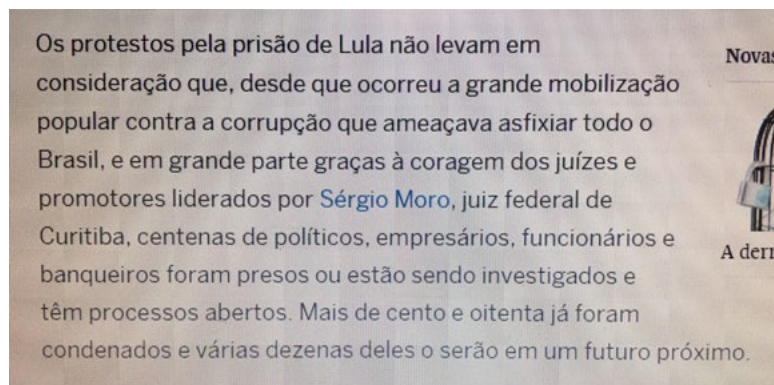 Os protestos pela prisão de Lula não levam em
consideração que, desde que ocorreu a grande mobilização
popular contra a corrupção que ameaçava asfixiar todo o
Brasil, e em grande parte graças à coragem dos juízes e
promotores liderados por Sérgio Moro, juiz federal de
Curitiba, centenas de políticos, empresários, funcionários e
banqueiros foram presos ou estão sendo investigados e
têm processos abertos. Mais de cento e oitenta já foram
condenados e várias dezenas deles o serão em um futuro próximo.
Novas
A derr